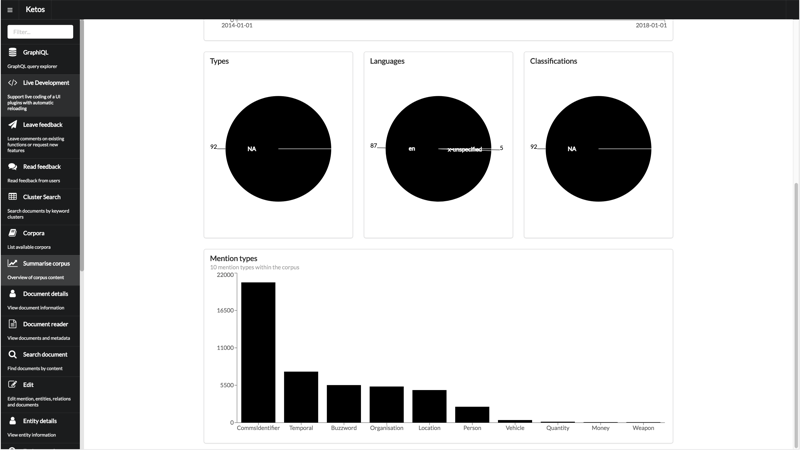 Ketos
Filter...
GraphiQL
GraphQL query explorer
Live Development
Support live coding of a UI
plugins with automatic
reloading
Leave feedback
Leave comments on existing
functions or request new
features
Read feedback
Read feedback from users
Cluster Search
Search documents by keyword
clusters
Corpora
List available corpora
Summarise corpus
Overview of corpus content
Document details
View document information
Document reader
View documents and metadata
Search document
Find documents by content
Edit
Edit mention, entities, relations
and documents
Entity details
View entity information
0
2014-01-01
2018-01-01
Types
92
NA
Languages
87
en
x-unspecified
5
Classifications
92
NA
Mention types
10 mention types within the corpus
22000
16500
11000
5500
0
CommsIdentifier
Temporal
Buzzword
Organisation
Location
Person
Vehicle
Quantity
Money
Weapon